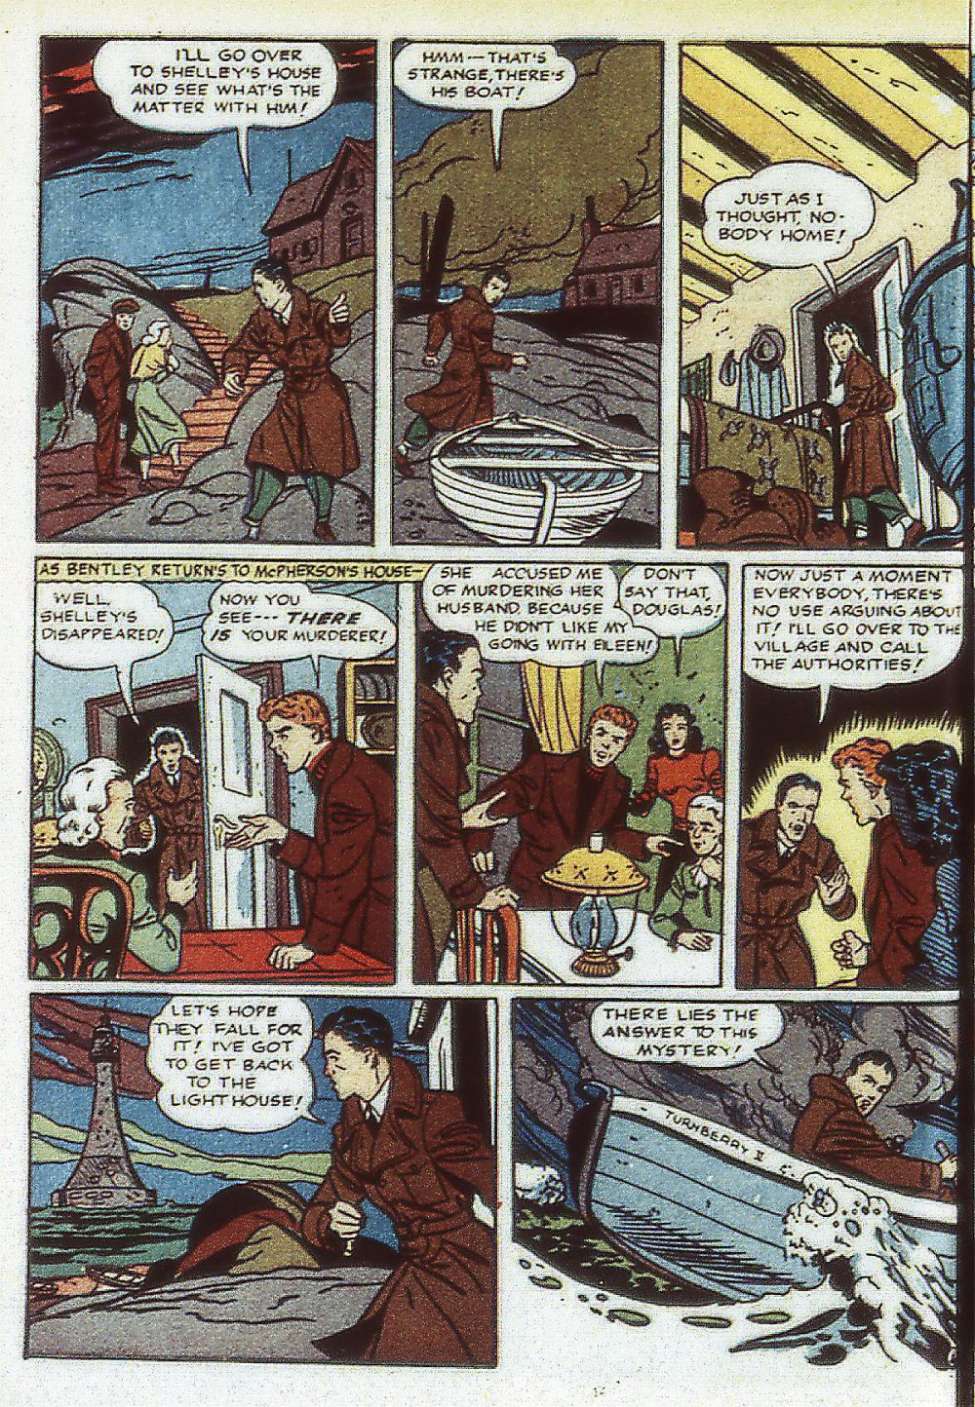 I'LL GO OVER
TO SHELLEY'S HOUSE
AND SEE WHAT'S THE
MATTER WITH HIM!
HMM--THAT'S
STRANGE, THERE'S
HIS BOAT!
JUST AS I
THOUGHT, NO-
BODY HOME!
AS BENTLEY RETURN'S TO McPHERSON'S HOUSE—
WELL,
SHELLEY'S
DISAPPEARED!
NOW YOU
SEE--- THERE
IS YOUR MURDERER!
SHE ACCUSED ME
OF MURDERING HER
HUSBAND BECAUSE
HE DIDN'T LIKE MY
GOING WITH EILEEN!
DON'T
SAY THAT,
DOUGLAS!
NOW JUST A MOMENT
EVERYBODY, THERE'S
NO USE ARGUING ABOUT
IT! I'LL GO OVER TO THE
VILLAGE AND CALL
THE AUTHORITIES!
LET'S HOPE
THEY FALL FOR
IT! I'VE GOT
TO GET BACK
TO THE
LIGHTHOUSE!
THERE LIES THE
ANSWER TO THIS
MYSTERY!
TURNBERRY II